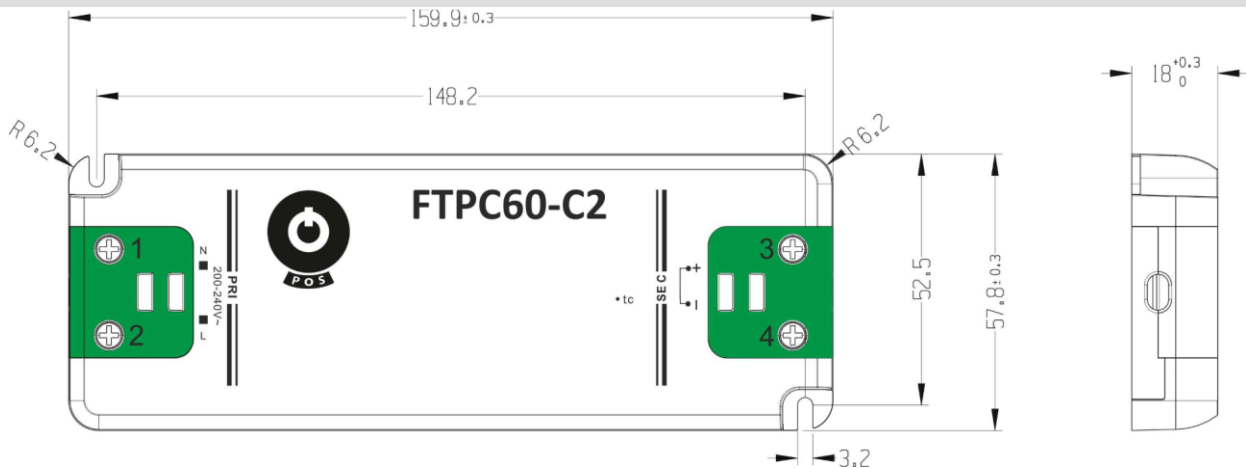 159.9±0.3
148.2
18 +0.3 0
R6.2
R6.2
FTPC60-C2
1
2
N
200-240V~
L
PRI
POS
SEC
•tc
+
−
3
4
52.5
57.8±0.3
3.2